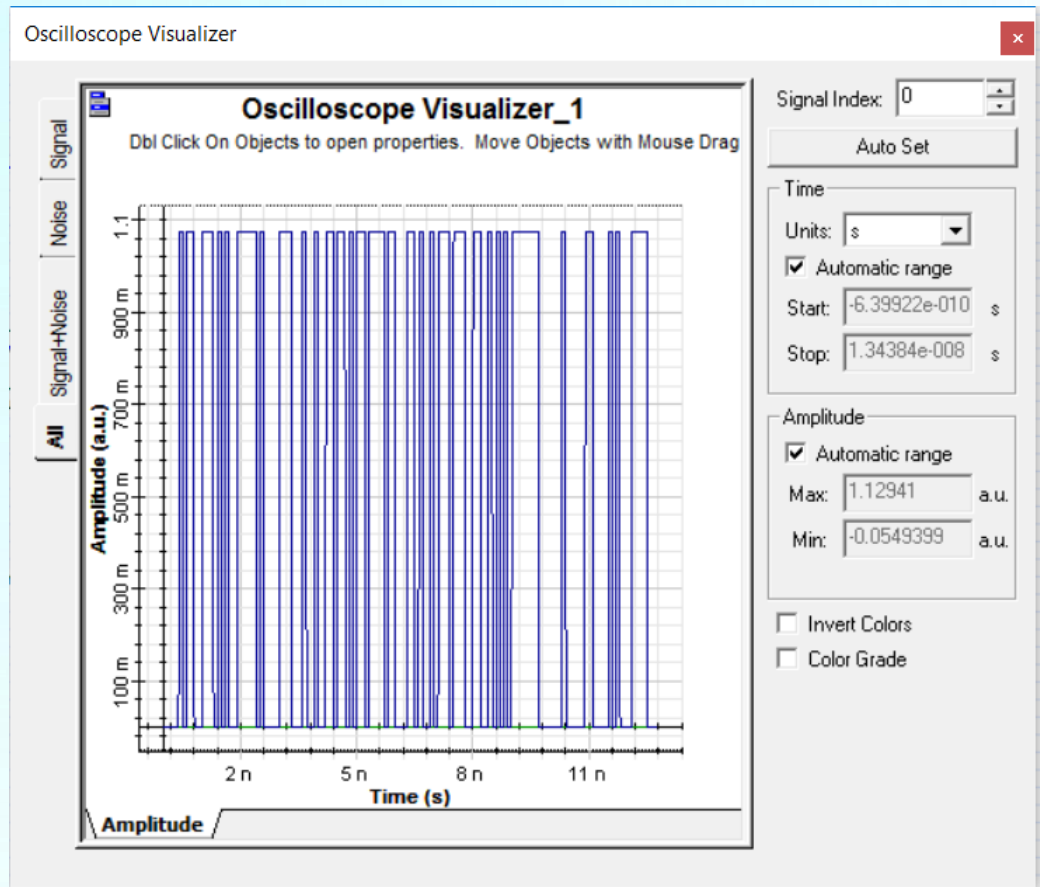 Oscilloscope Visualizer
Signal
Noise
Signal+Noise
All
Oscilloscope Visualizer_1
Dbl Click On Objects to open properties. Move Objects with Mouse Drag
Amplitude (a.u.)
1.1
900 m
700 m
500 m
300 m
100 m
2 n
5 n
8 n
11 n
Time (s)
Amplitude
Signal Index: 0
Auto Set
Time
Units: s
Automatic range
Start: -6.39922e-010 s
Stop: 1.34384e-008 s
Amplitude
Automatic range
Max: 1.12941 a.u.
Min: -0.0549399 a.u.
Invert Colors
Color Grade